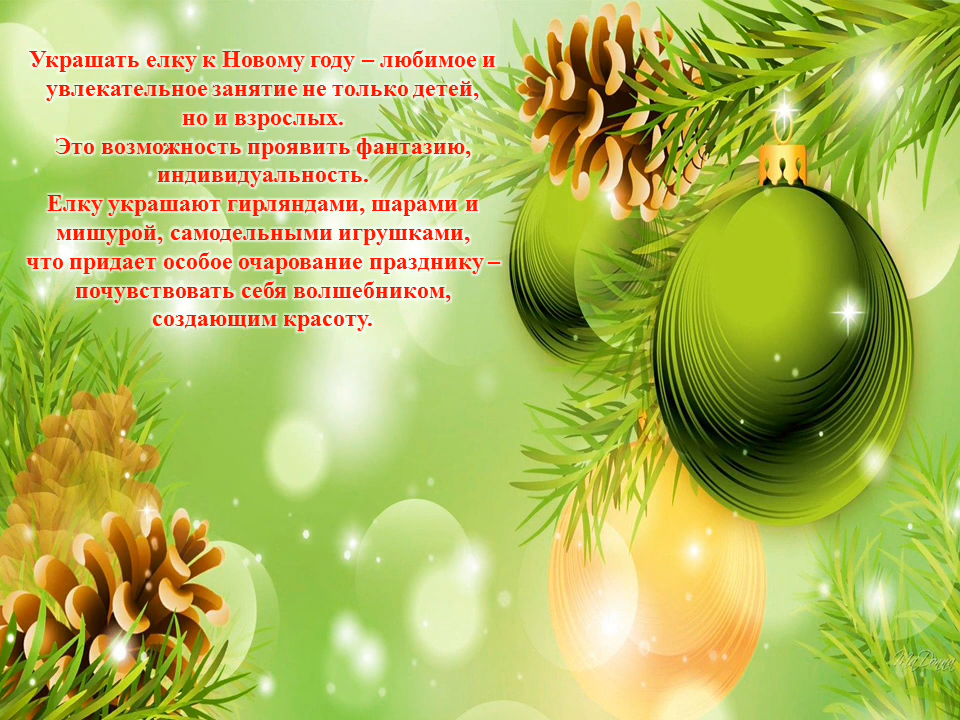 Украшать елку к Новому году – любимое и
увлекательное занятие не только детей,
но и взрослых.
Это возможность проявить фантазию,
индивидуальность.
Елку украшают гирляндами, шарами и
мишурой, самодельными игрушками,
что придает особое очарование празднику –
почувствовать себя волшебником,
создающим красоту.
MaDonna